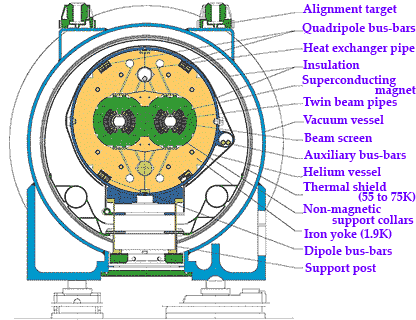 Alignment target
Quadripole bus-bars
Heat exchanger pipe
Insulation
Superconducting
magnet
Twin beam pipes
Vacuum vessel
Beam screen
Auxiliary bus-bars
Helium vessel
Thermal shield
(55 to 75K)
Non-magnetic
support collars
Iron yoke (1.9K)
Dipole bus-bars
Support post